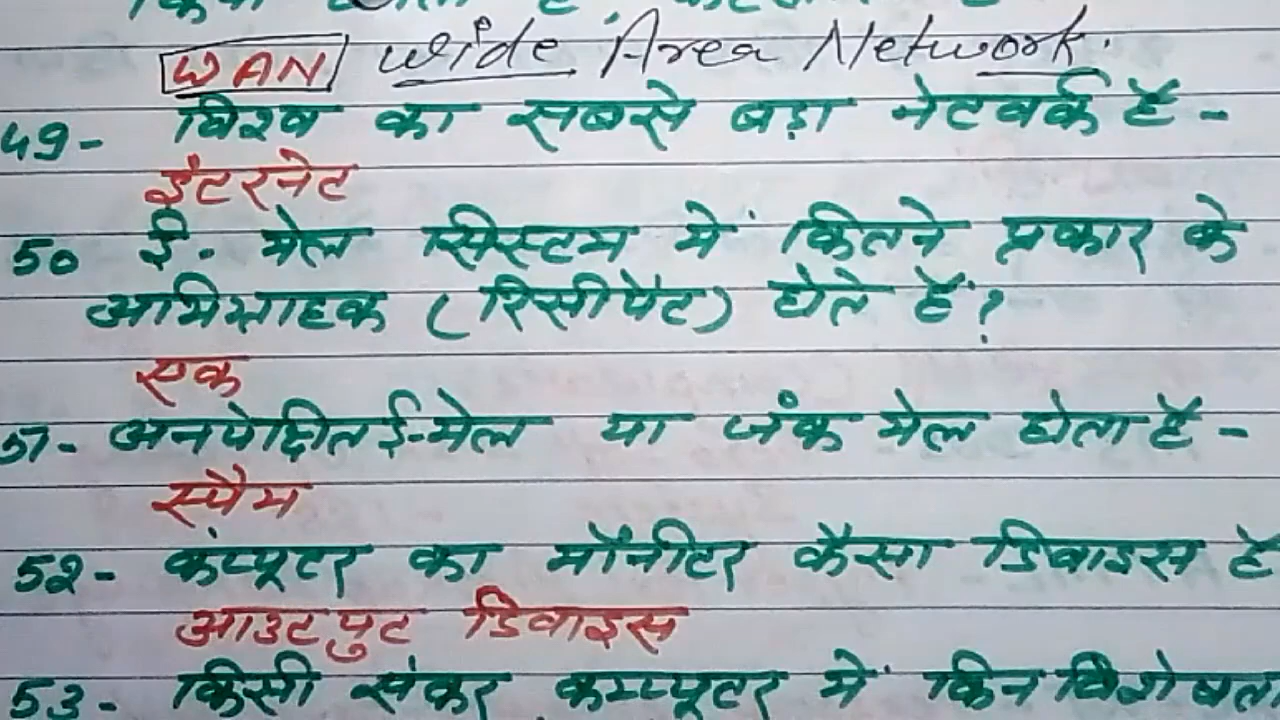 WAN wide Area Network.
49- विश्व का सबसे बड़ा नेटवर्क है -
इंटरनेट
50 ई. मेल सिस्टम में कितने प्रकार के
अभिग्राहक (रिसीपेंट) होते हैं?
एक
51- अनपेक्षित ई-मेल या जंक मेल होता है -
स्पैम
52- कंप्यूटर का मौनीटर कैसा डिवाइस है
आउटपुट डिवाइस
53- किसी संकर कम्प्यूटर में किन विशेषता